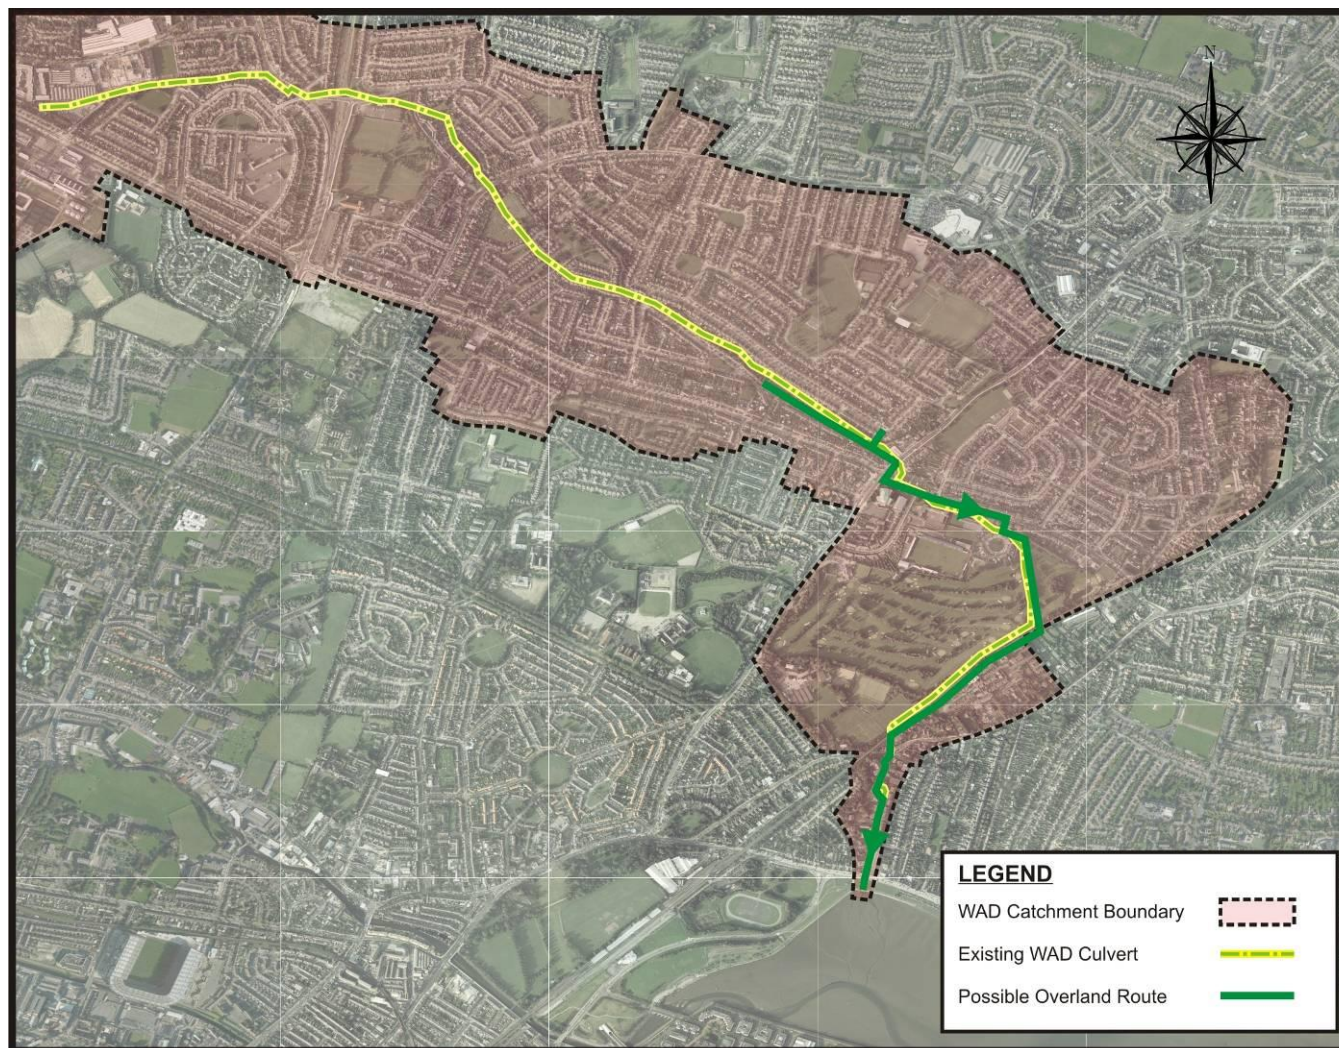 N
LEGEND
WAD Catchment Boundary
Existing WAD Culvert
Possible Overland Route